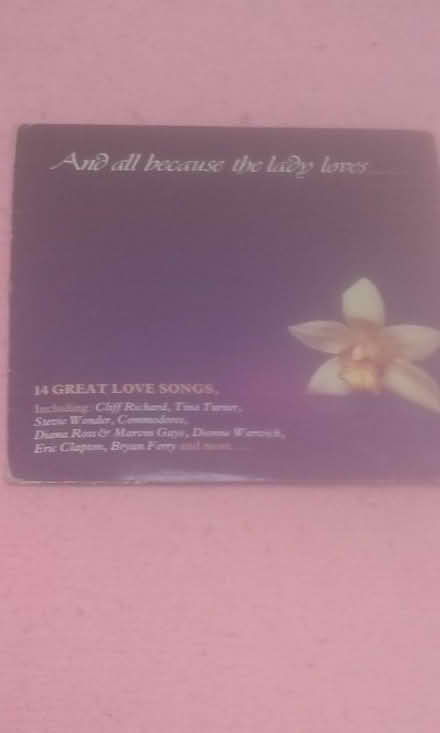 And all because the lady loves......
14 GREAT LOVE SONGS,
Including: Cliff Richard, Tina Turner,
Stevie Wonder, Commodores,
Diana Ross & Marvin Gaye, Dionne Warwick,
Eric Clapton, Bryan Ferry and more....